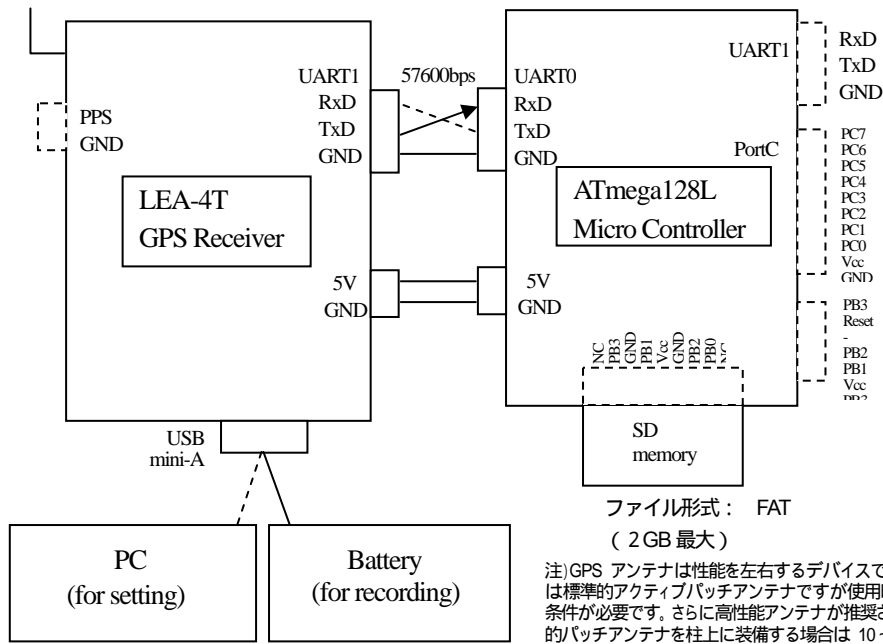 PPS
GND
UART1
RxD
TxD
GND
57600bps
UART0
RxD
TxD
GND
UART1
RxD
TxD
GND
LEA-4T
GPS Receiver
PortC
ATmega128L
Micro Controller
PC7
PC6
PC5
PC4
PC3
PC2
PC1
PC0
Vcc
GND
5V
GND
5V
GND
PB3
Reset
-
PB2
PB1
Vcc
NC
PB3
GND
PB1
Vcc
GND
PB2
PB0
NC
USB
mini-A
SD
memory
ファイル形式： FAT
（2GB 最大）
PC
(for setting)
Battery
(for recording)
注)GPS アンテナは性能を左右するデバイスで
は標準的アクティブパッチアンテナですが使用
条件が必要です。さらに高性能アンテナが推奨
的パッチアンテナを柱上に装備する場合は 10